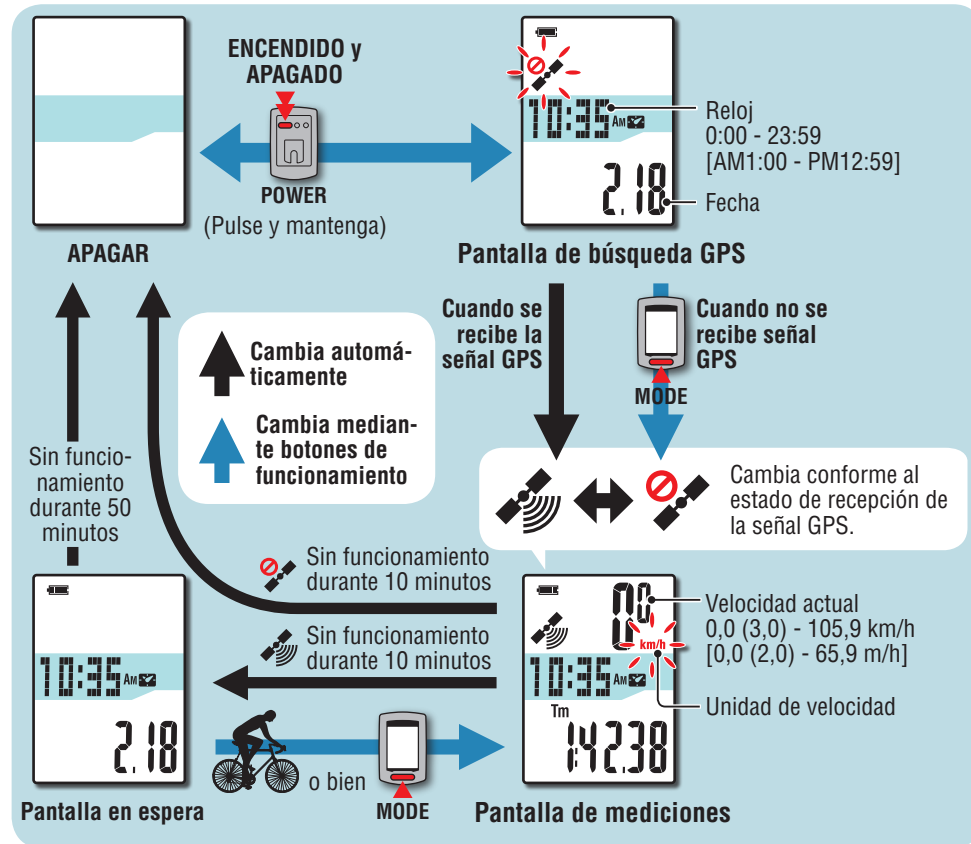 ENCENDIDO y
APAGADO
POWER
(Pulse y mantenga)
APAGAR
10:35 AM
2.18
Reloj
0:00 - 23:59
[AM1:00 - PM12:59]
Fecha
Pantalla de búsqueda GPS
Cuando se
recibe la
señal GPS
Cuando no se
recibe señal
GPS
MODE
Cambia automá-
ticamente
Cambia median-
te botones de
funcionamiento
Cambia conforme al
estado de recepción de
la señal GPS.
Sin funcio-
namiento
durante 50
minutos
Sin funcionamiento
durante 10 minutos
Sin funcionamiento
durante 10 minutos
10:35 AM
2.18
Pantalla en espera
o bien
MODE
0.0
km/h
10:35 AM
Tm
1:42.38
Velocidad actual
0,0 (3,0) - 105,9 km/h
[0,0 (2,0) - 65,9 m/h]
Unidad de velocidad
Pantalla de mediciones